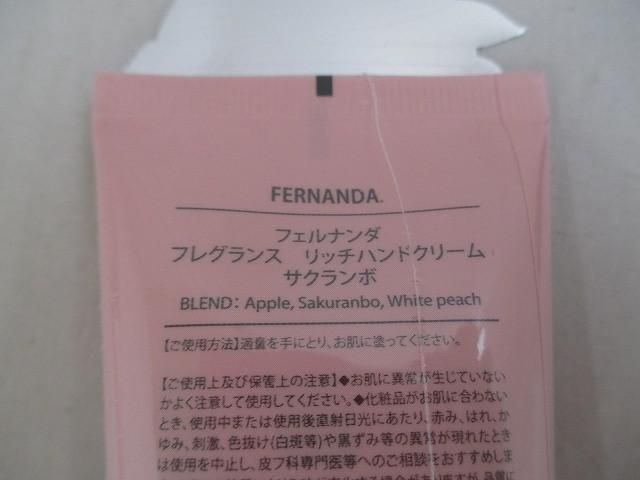 FERNANDA.
フェルナンダ
フレグランス リッチハンドクリーム
サクランボ
BLEND: Apple, Sakuranbo, White peach
【ご使用方法】適量を手にとり、お肌に塗ってください。
【ご使用上及び保管上の注意】◆お肌に異常が生じていない
かよく注意して使用してください。◆化粧品がお肌に合わない
とき、使用中または使用後直射日光にあたり、赤み、はれ、か
ゆみ、刺激、色抜け(白斑等)や黒ずみ等の異常が現れたとき
は使用を中止し、皮フ科専門医等へのご相談をおすすめしま